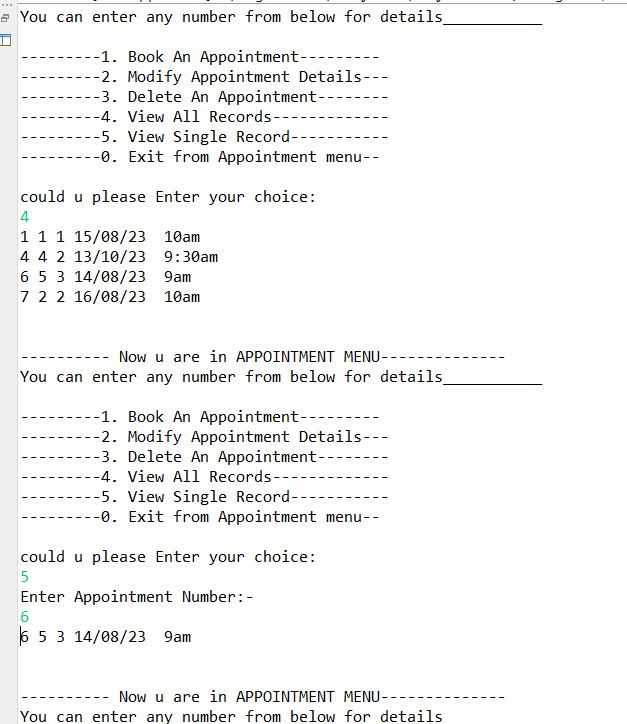 You can enter any number from below for details___________
---------1. Book An Appointment---------
---------2. Modify Appointment Details---
---------3. Delete An Appointment--------
---------4. View All Records-------------
---------5. View Single Record-----------
---------0. Exit from Appointment menu--
could u please Enter your choice:
4
1 1 1 15/08/23  10am
4 4 2 13/10/23  9:30am
6 5 3 14/08/23  9am
7 2 2 16/08/23  10am
---------- Now u are in APPOINTMENT MENU--------------
You can enter any number from below for details___________
---------1. Book An Appointment---------
---------2. Modify Appointment Details---
---------3. Delete An Appointment--------
---------4. View All Records-------------
---------5. View Single Record-----------
---------0. Exit from Appointment menu--
could u please Enter your choice:
5
Enter Appointment Number:-
6
6 5 3 14/08/23  9am
---------- Now u are in APPOINTMENT MENU--------------
You can enter any number from below for details